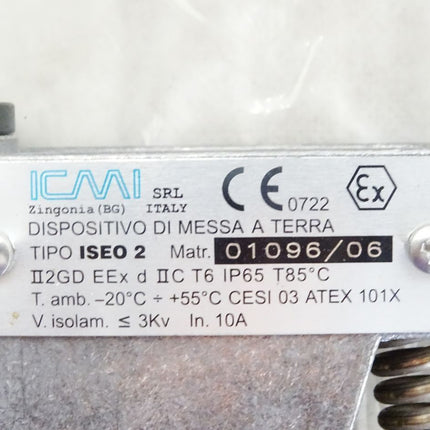 ICMI SRL CE 0722 Ex
Zingonia (BG) ITALY
DISPOSITIVO DI MESSA A TERRA
TIPO ISEO 2 Matr. 01096/06
II2GD EEx d IIC T6 IP65 T85°C
T. amb. –20°C ÷ +55°C CESI 03 ATEX 101X
V. isolam. ≤ 3Kv In. 10A